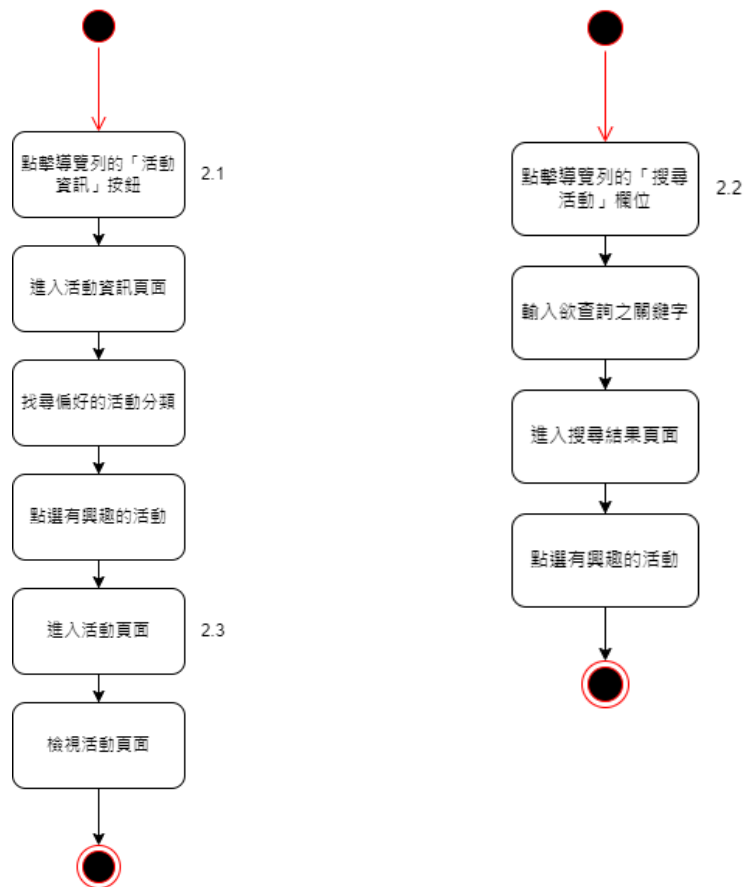 點擊導覽列的「活動
資訊」按鈕
2.1
進入活動資訊頁面
找尋偏好的活動分類
點選有興趣的活動
進入活動頁面
2.3
檢視活動頁面
點擊導覽列的「搜尋
活動」欄位
2.2
輸入欲查詢之關鍵字
進入搜尋結果頁面
點選有興趣的活動